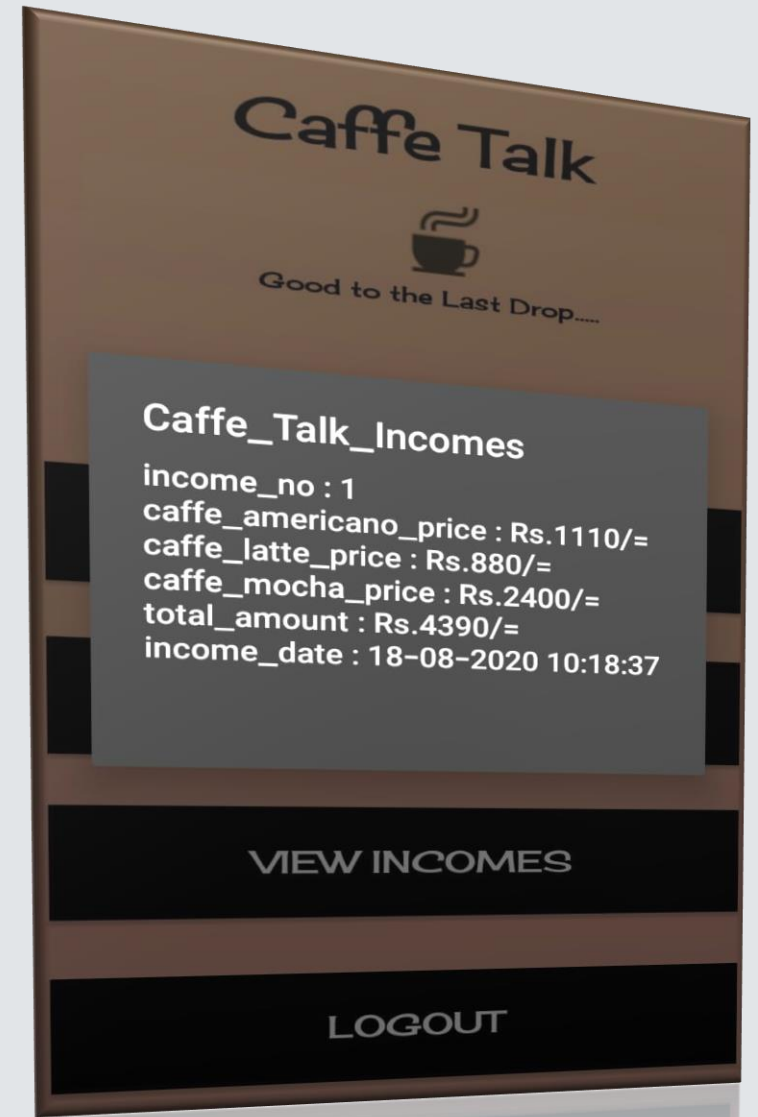 Caffe Talk
Good to the Last Drop.....
Caffe_Talk_Incomes
income_no : 1
caffe_americano_price : Rs.1110/=
caffe_latte_price : Rs.880/=
caffe_mocha_price : Rs.2400/=
total_amount : Rs.4390/=
income_date : 18-08-2020 10:18:37
VIEW INCOMES
LOGOUT